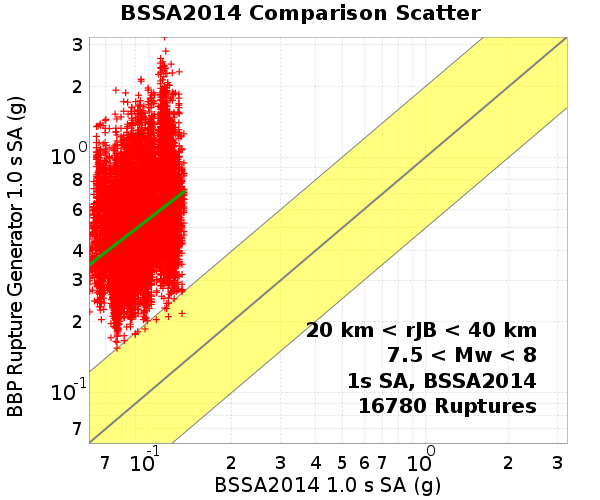 BSSA2014 Comparison Scatter
BBP Rupture Generator 1.0 s SA (g)
3
2
10^0
8
6
4
3
2
10^-1
7
20 km < rJB < 40 km
7.5 < Mw < 8
1s SA, BSSA2014
16780 Ruptures
7 10^-1 2 3 4 5 6 7 10^0 2 3
BSSA2014 1.0 s SA (g)